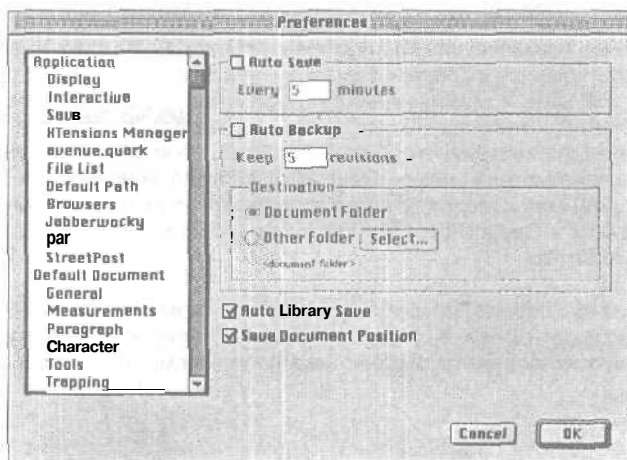 Preferences
Application
Display
Interactive
Save
XTensions Manager
avenue.quark
File List
Default Path
Browsers
Jabberwocky
par
StreetPost
Default Document
General
Measurements
Paragraph
Character
Tools
Trapping
Auto Save
Every 5 minutes
Auto Backup
Keep 5 revisions
Destination
Document Folder
Other Folder Select...
<document folder>
Auto Library Save
Save Document Position
Cancel OK